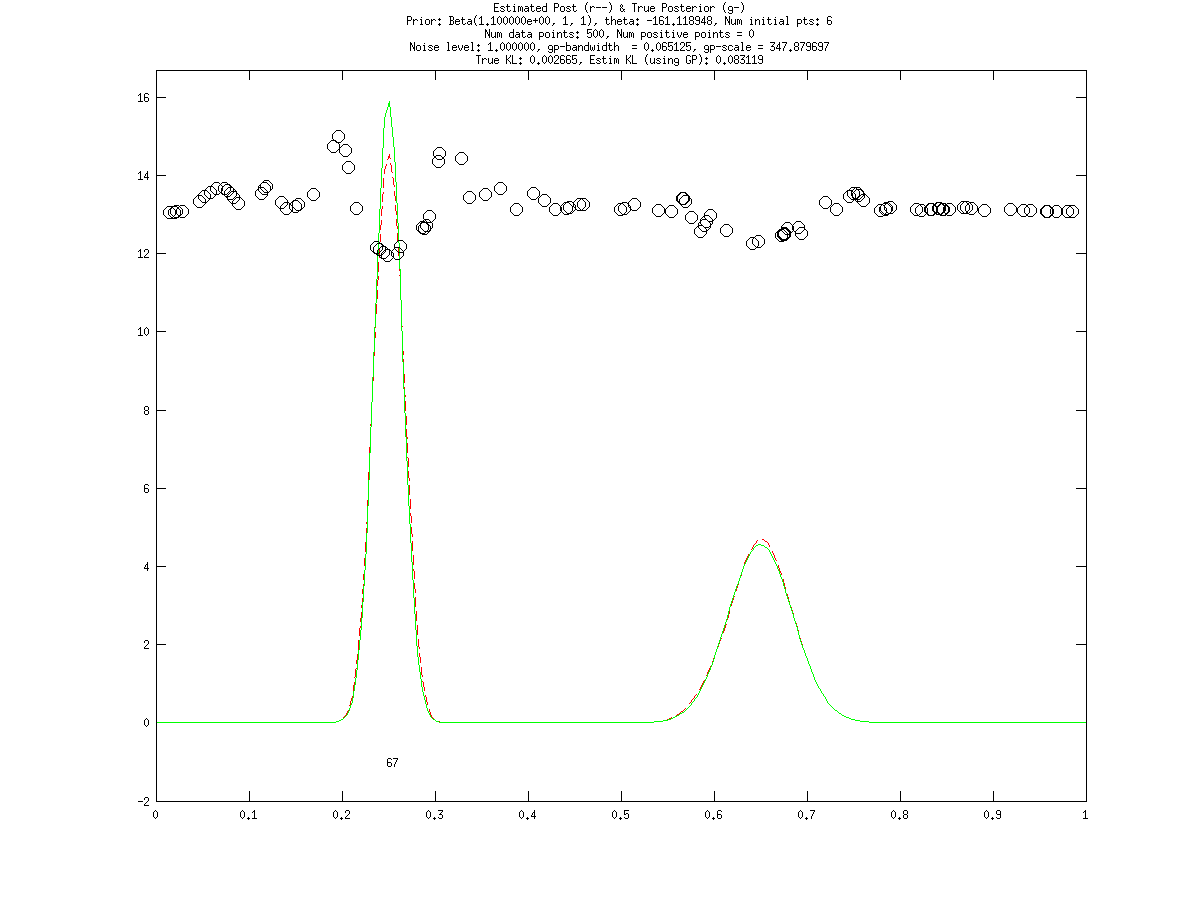 Estimated Post (r--) & True Posterior (g-)
Prior: Beta(1.100000e+00, 1, 1), theta: -161.118948, Num initial pts: 6
Num data points: 500, Num positive points = 0
Noise level: 1.000000, gp-bandwidth  = 0.065125, gp-scale = 347.879697
True KL: 0.002665, Estim KL (using GP): 0.083119
16
14
12
10
8
6
4
2
0
67
-2
0 0.1 0.2 0.3 0.4 0.5 0.6 0.7 0.8 0.9 1